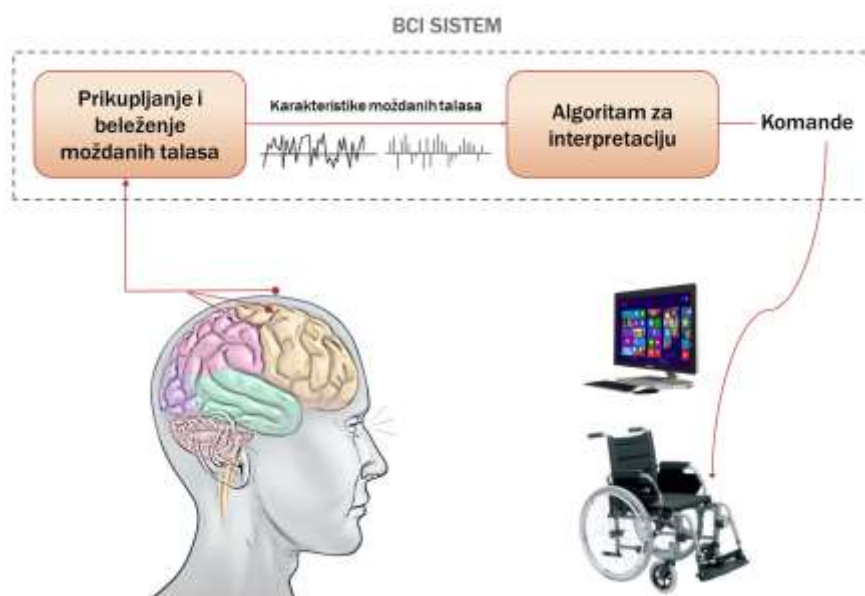 BCI SISTEM
Prikupljanje i
beleženje
moždanih talasa
Karakteristike moždanih talasa
Algoritam za
interpretaciju
Komande